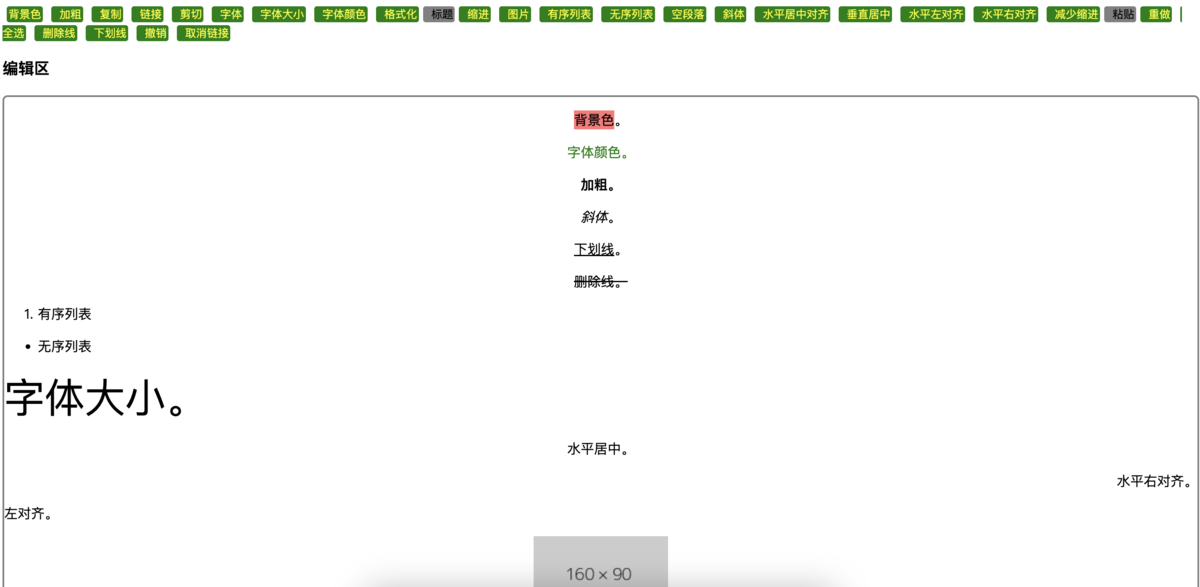 背景色 加粗 复制 链接 剪切 字体 字体大小 字体颜色 格式化 标题 缩进 图片 有序列表 无序列表 空段落 斜体 水平居中对齐 垂直居中 水平左对齐 水平右对齐 减少缩进 粘贴 重做
全选 删除线 下划线 撤销 取消链接
编辑区
背景色。
字体颜色。
加粗。
斜体。
下划线。
删除线。
1. 有序列表
• 无序列表
字体大小。
水平居中。
水平右对齐。
左对齐。
160 × 90